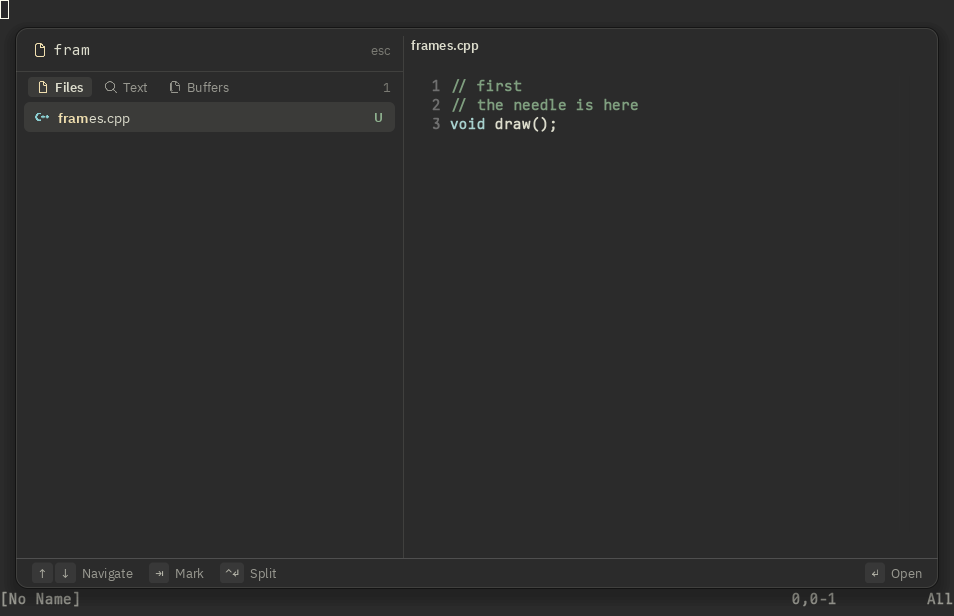 fram esc
Files Text Buffers 1
frames.cpp U
frames.cpp
1 // first
2 // the needle is here
3 void draw();
↑ ↓ Navigate ⇥ Mark ^↵ Split ↵ Open
[No Name] 0,0-1 All